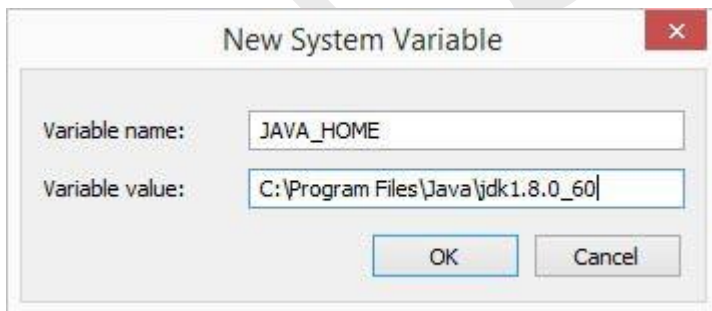 New System Variable
Variable name: JAVA_HOME
Variable value: C:\Program Files\Java\jdk1.8.0_60
OK Cancel